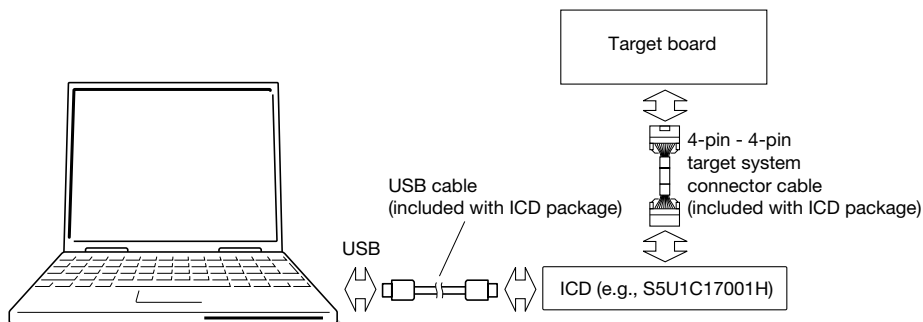 Target board
4-pin - 4-pin
target system
connector cable
(included with ICD package)
USB cable
(included with ICD package)
USB
ICD (e.g., S5U1C17001H)